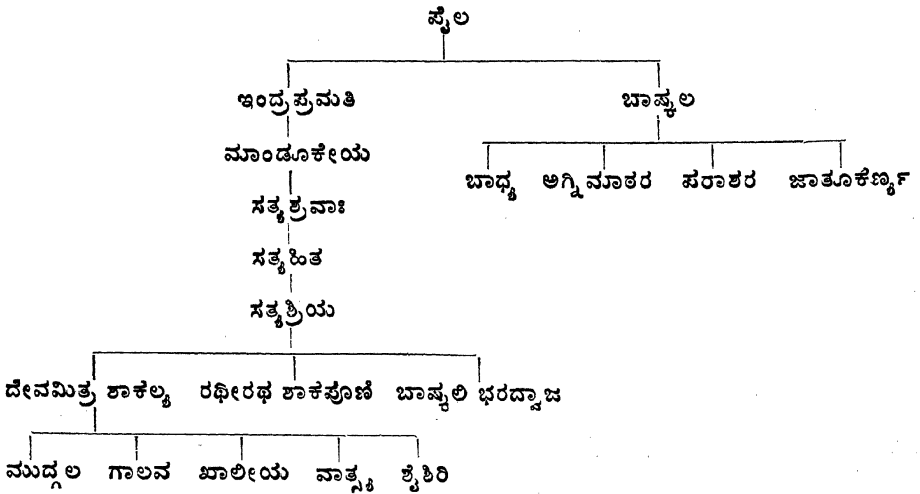 ಪೈಲ
ಇಂದ್ರಪ್ರಮತಿ ಬಾಷ್ಕಲ
ಮಾಂಡೂಕೇಯ
ಬಾಧ್ಯ ಅಗ್ನಿಮಾಠರ ಪರಾಶರ ಜಾತೂಕೆರ್ಣ್ಯ
ಸತ್ಯಶ್ರವಾಃ
ಸತ್ಯಹಿತ
ಸತ್ಯಶ್ರಿಯ
ದೇವಮಿತ್ರ ಶಾಕಲ್ಯ ರಥೀರಥ ಶಾಕಪೂಣಿ ಬಾಷ್ಕಲಿ ಭರದ್ವಾಜ
ಮುದ್ಗಲ ಗಾಲವ ಖಾಲೀಯ ವಾತ್ಸ್ಯ ಶೈಶಿರಿ